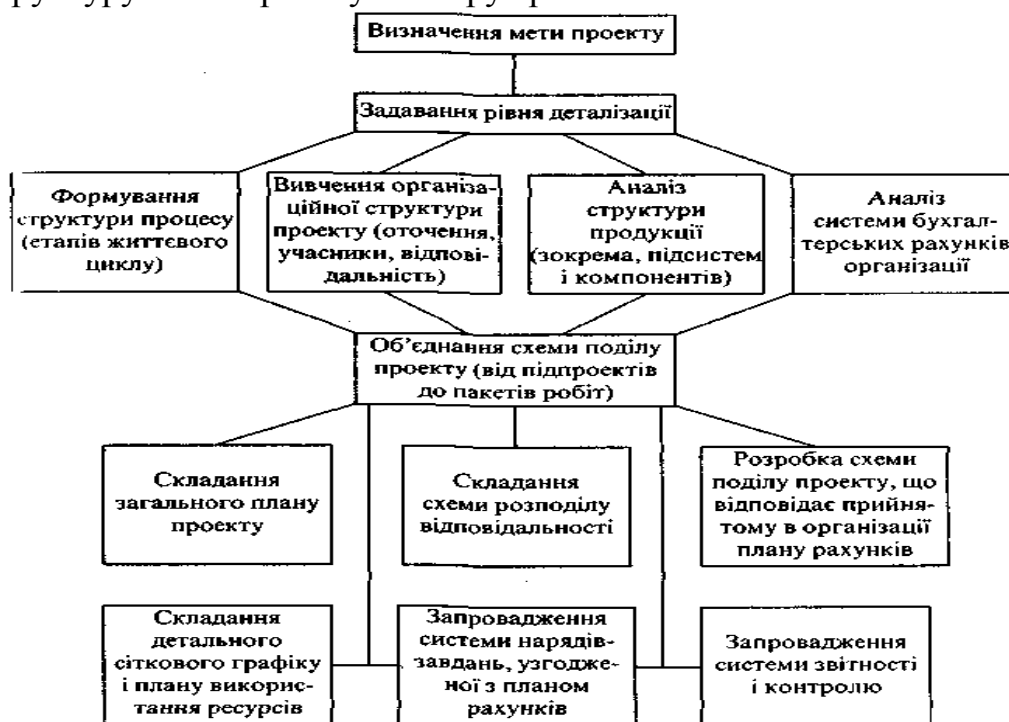 Визначення мети проекту
Задавання рівня деталізації
Формування
структури процесу
(етапів життєвого
циклу)
Вивчення організа-
ційної структури
проекту (оточення,
учасники, відпові-
дальність)
Аналіз
структури
продукції
(зокрема, підсистем
і компонентів)
Аналіз
системи бухгал-
терських рахунків
організації
Об’єднання схеми поділу
проекту (від підпроектів
до пакетів робіт)
Складання
загального плану
проекту
Складання
схеми розподілу
відповідальності
Розробка схеми
поділу проекту, що
відповідає прийня-
тому в організації
плану рахунків
Складання
детального
сіткового графіку
і плану викорис-
тання ресурсів
Запровадження
системи нарядів-
завдань, узгодже-
ної з планом
рахунків
Запровадження
системи звітності
і контролю